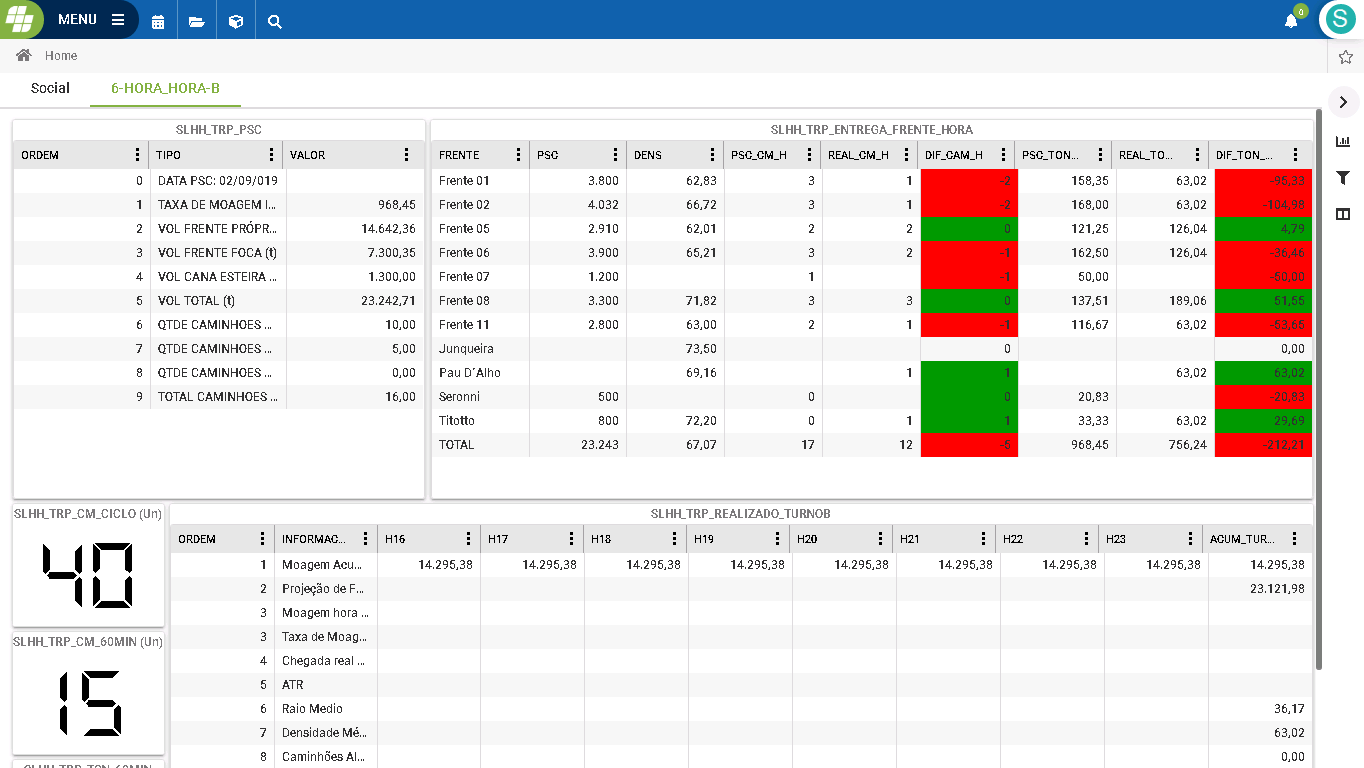 MENU
0
S
Home
Social 6-HORA_HORA-B
SLHH_TRP_PSC
ORDEM TIPO VALOR
0 DATA PSC: 02/09/019
1 TAXA DE MOAGEM I... 968,45
2 VOL FRENTE PRÓPR... 14.642,36
3 VOL FRENTE FOCA (t) 7.300,35
4 VOL CANA ESTEIRA ... 1.300,00
5 VOL TOTAL (t) 23.242,71
6 QTDE CAMINHOES ... 10,00
7 QTDE CAMINHOES ... 5,00
8 QTDE CAMINHOES ... 0,00
9 TOTAL CAMINHOES ... 16,00
SLHH_TRP_ENTREGA_FRENTE_HORA
FRENTE PSC DENS PSC_CM_H REAL_CM_H DIF_CAM_H PSC_TON... REAL_TO... DIF_TON_...
Frente 01 3.800 62,83 3 1 -2 158,35 63,02 -95,33
Frente 02 4.032 66,72 3 1 -2 168,00 63,02 -104,98
Frente 05 2.910 62,01 2 2 0 121,25 126,04 4,79
Frente 06 3.900 65,21 3 2 -1 162,50 126,04 -36,46
Frente 07 1.200 1 -1 50,00 -50,00
Frente 08 3.300 71,82 3 3 0 137,51 189,06 51,55
Frente 11 2.800 63,00 2 1 -1 116,67 63,02 -53,65
Junqueira 73,50 0 0,00
Pau D´Alho 69,16 1 1 63,02 63,02
Seronni 500 0 0 20,83 -20,83
Titotto 800 72,20 0 1 1 33,33 63,02 29,69
TOTAL 23.243 67,07 17 12 -5 968,45 756,24 -212,21
SLHH_TRP_CM_CICLO (Un)
40
SLHH_TRP_CM_60MIN (Un)
15
SLHH_TRP_TON_60MIN
SLHH_TRP_REALIZADO_TURNOB
ORDEM INFORMAC... H16 H17 H18 H19 H20 H21 H22 H23 ACUM_TUR...
1 Moagem Acu... 14.295,38 14.295,38 14.295,38 14.295,38 14.295,38 14.295,38 14.295,38 14.295,38 14.295,38
2 Projeção de F... 23.121,98
3 Moagem hora ...
3 Taxa de Moag...
4 Chegada real ...
5 ATR
6 Raio Medio 36,17
7 Densidade Mé... 63,02
8 Caminhões Al... 0,00